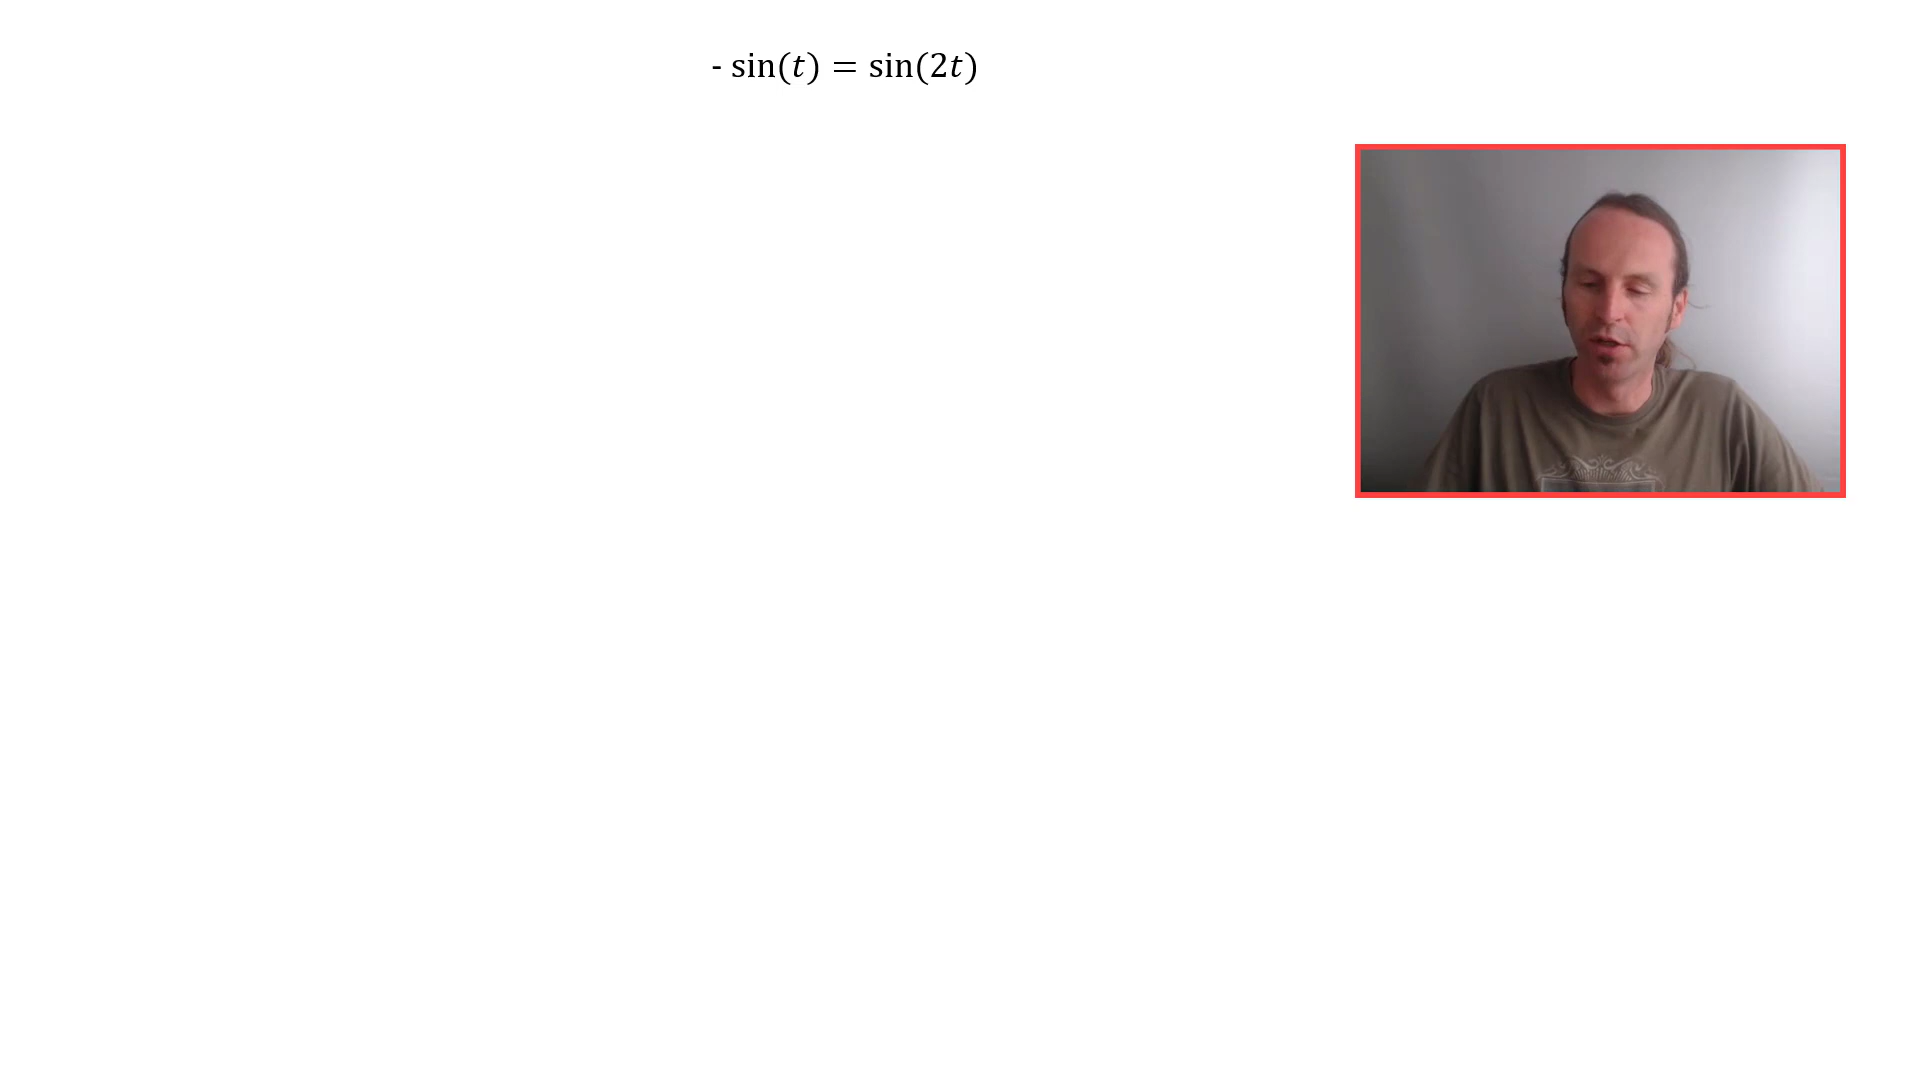 - sin(t) = sin(2t)